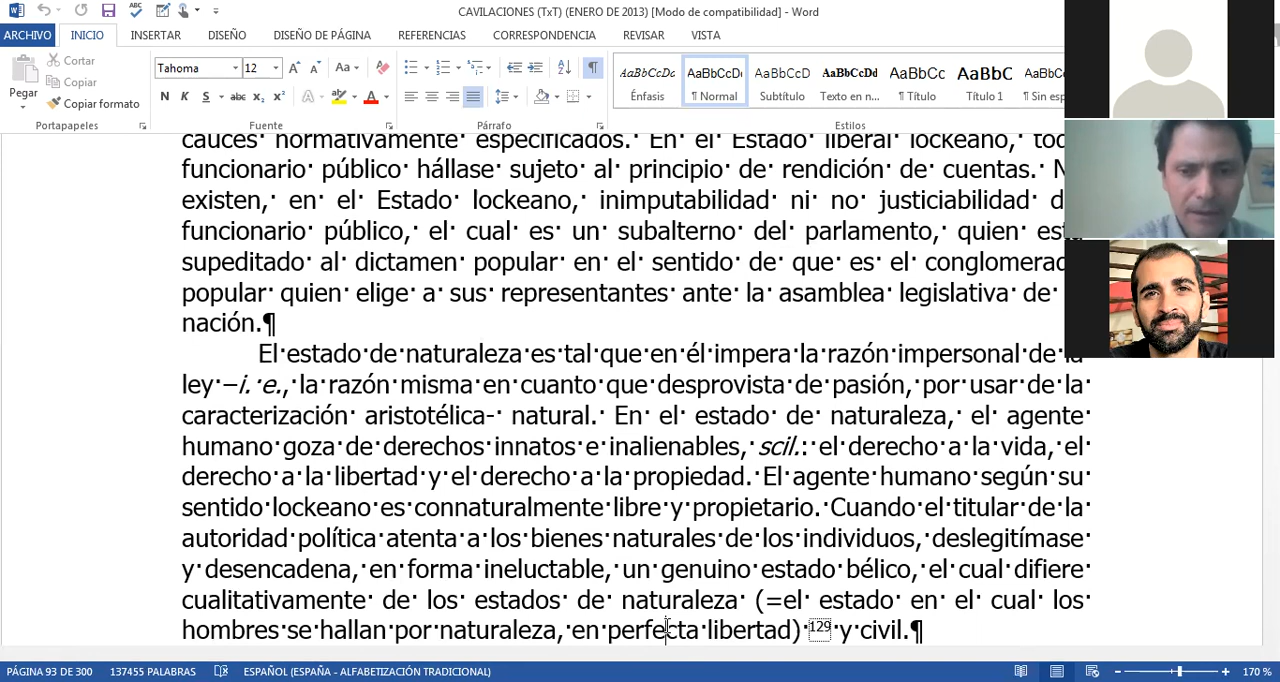 CAVILACIONES (TxT) (ENERO DE 2013) [Modo de compatibilidad] - Word
ARCHIVO INICIO INSERTAR DISEÑO DISEÑO DE PÁGINA REFERENCIAS CORRESPONDENCIA REVISAR VISTA
Cortar
Copiar
Copiar formato
Pegar
Tahoma 12
N K S abc x₂ x²
Aa
AaBbCcDc AaBbCcDı AaBbCcD AaBbCcDd AaBbCc AaBbC AaBbC
Énfasis ¶ Normal Subtítulo Texto en n... ¶ Título Título 1 ¶ Sin esp
Portapapeles Fuente Párrafo Estilos
cauces normativamente especificados. En el Estado liberal lockeano,
funcionario público hállase sujeto al principio de rendición de cuentas.
existen, en el Estado lockeano, inimputabilidad ni no justiciabilidad
funcionario público, el cual es un subalterno del parlamento, quien
supeditado al dictamen popular en el sentido de que es el
popular quien elige a sus representantes ante la asamblea legislativa de
nación.¶
El estado de naturaleza es tal que en él impera la razón impersonal de la
ley –i. e., la razón misma en cuanto que desprovista de pasión, por usar de la
caracterización aristotélica- natural. En el estado de naturaleza, el agente
humano goza de derechos innatos e inalienables, scil.: el derecho a la vida, el
derecho a la libertad y el derecho a la propiedad. El agente humano según su
sentido lockeano es connaturalmente libre y propietario. Cuando el titular de la
autoridad política atenta a los bienes naturales de los individuos, deslegitímase
y desencadena, en forma ineluctable, un genuino estado bélico, el cual difiere
cualitativamente de los estados de naturaleza (=el estado en el cual los
hombres se hallan por naturaleza, en perfecta libertad) 129 y civil.¶
PÁGINA 93 DE 300 137455 PALABRAS ESPAÑOL (ESPAÑA - ALFABETIZACIÓN TRADICIONAL) 170 %